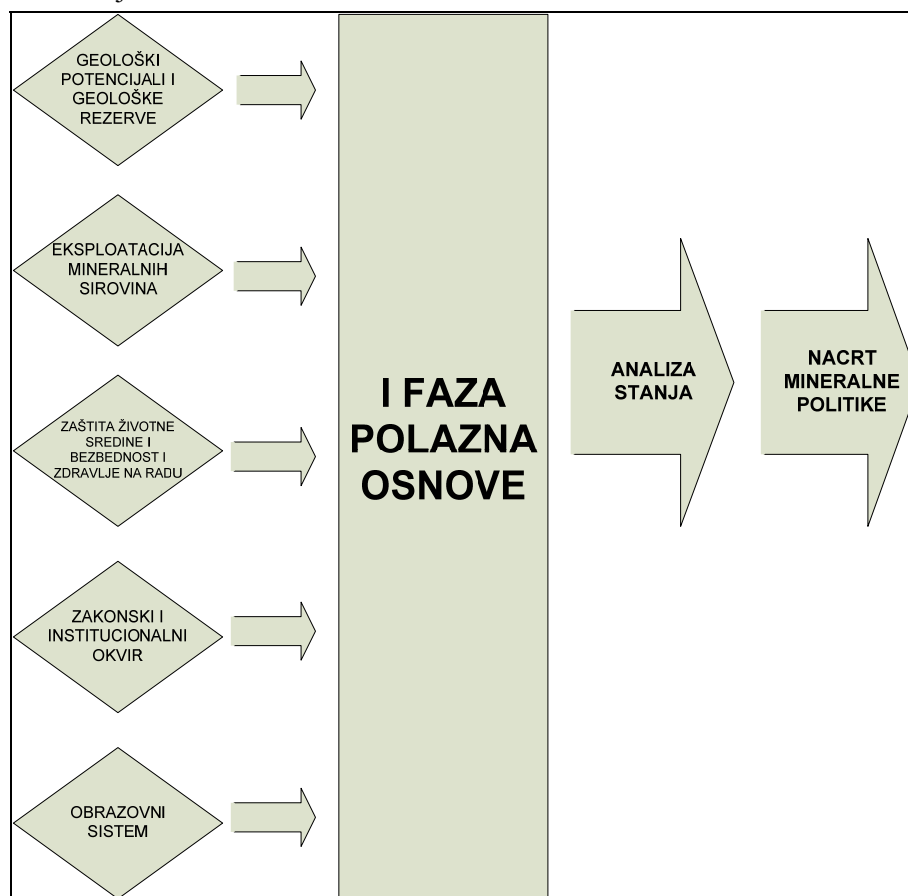 GEOLOŠKI
POTENCIJALI I
GEOLOŠKE
REZERVE
EKSPLOATACIJA
MINERALNIH
SIROVINA
ZAŠTITA ŽIVOTNE
SREDINE I
BEZBEDNOST I
ZDRAVLJE NA RADU
ZAKONSKI I
INSTITUCIONALNI
OKVIR
OBRAZOVNI
SISTEM
I FAZA
POLAZNA
OSNOVE
ANALIZA
STANJA
NACRT
MINERALNE
POLITIKE